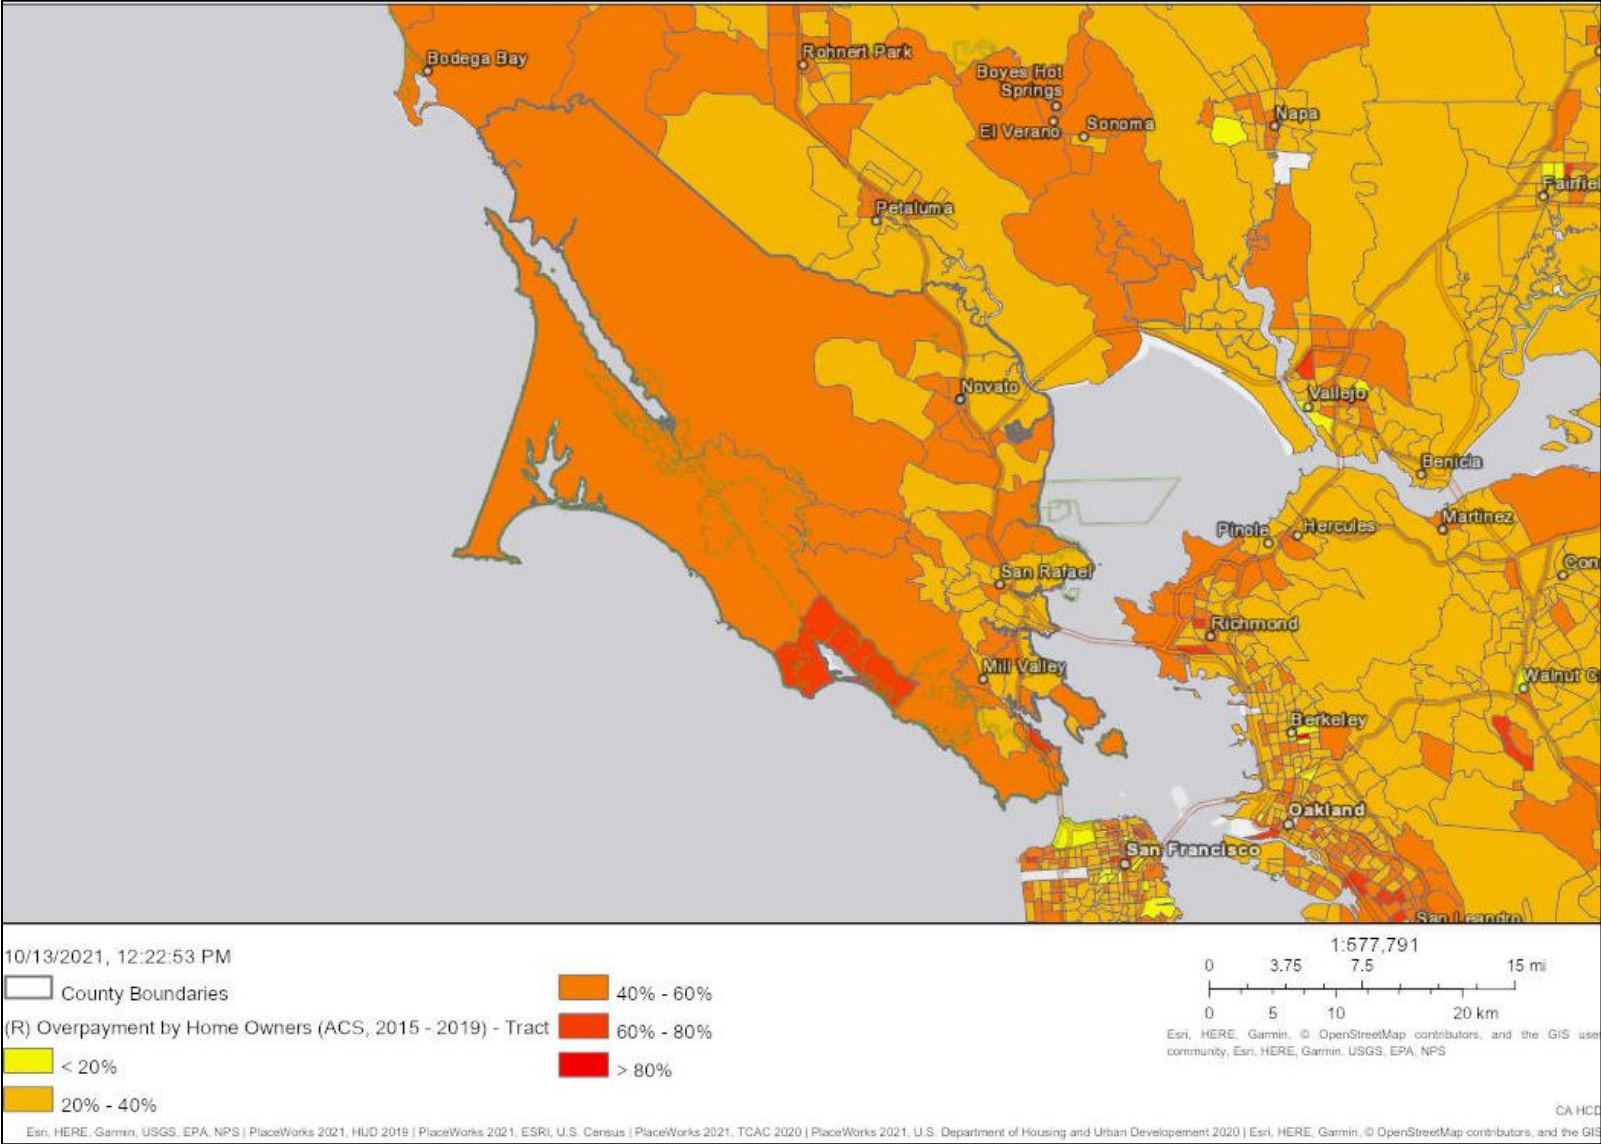 Bodega Bay
Rohnert Park
Boyes Hot
Springs
El Verano
Sonoma
Napa
Fairfiel
Petaluma
Novato
Vallejo
Benicia
Martinez
Pinole
Hercules
Con
San Rafael
Richmond
Mill Valley
Walnut C
Berkeley
Oakland
San Francisco
San Leandro
10/13/2021, 12:22:53 PM
County Boundaries
(R) Overpayment by Home Owners (ACS, 2015 - 2019) - Tract
< 20%
20% - 40%
40% - 60%
60% - 80%
> 80%
1:577,791
0 3.75 7.5 15 mi
0 5 10 20 km
Esri, HERE, Garmin, © OpenStreetMap contributors, and the GIS user
community, Esri, HERE, Garmin, USGS, EPA, NPS
CA HCD
Esri, HERE, Garmin, USGS, EPA, NPS | PlaceWorks 2021, HUD 2019 | PlaceWorks 2021, ESRI, U.S. Census | PlaceWorks 2021, TCAC 2020 | PlaceWorks 2021, U.S. Department of Housing and Urban Developement 2020 | Esri, HERE, Garmin, © OpenStreetMap contributors, and the GIS